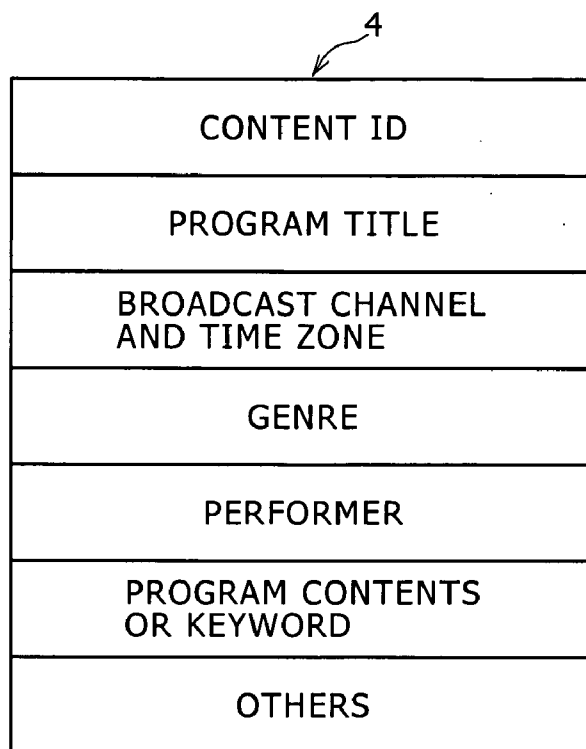 4
CONTENT ID
PROGRAM TITLE
BROADCAST CHANNEL
AND TIME ZONE
GENRE
PERFORMER
PROGRAM CONTENTS
OR KEYWORD
OTHERS